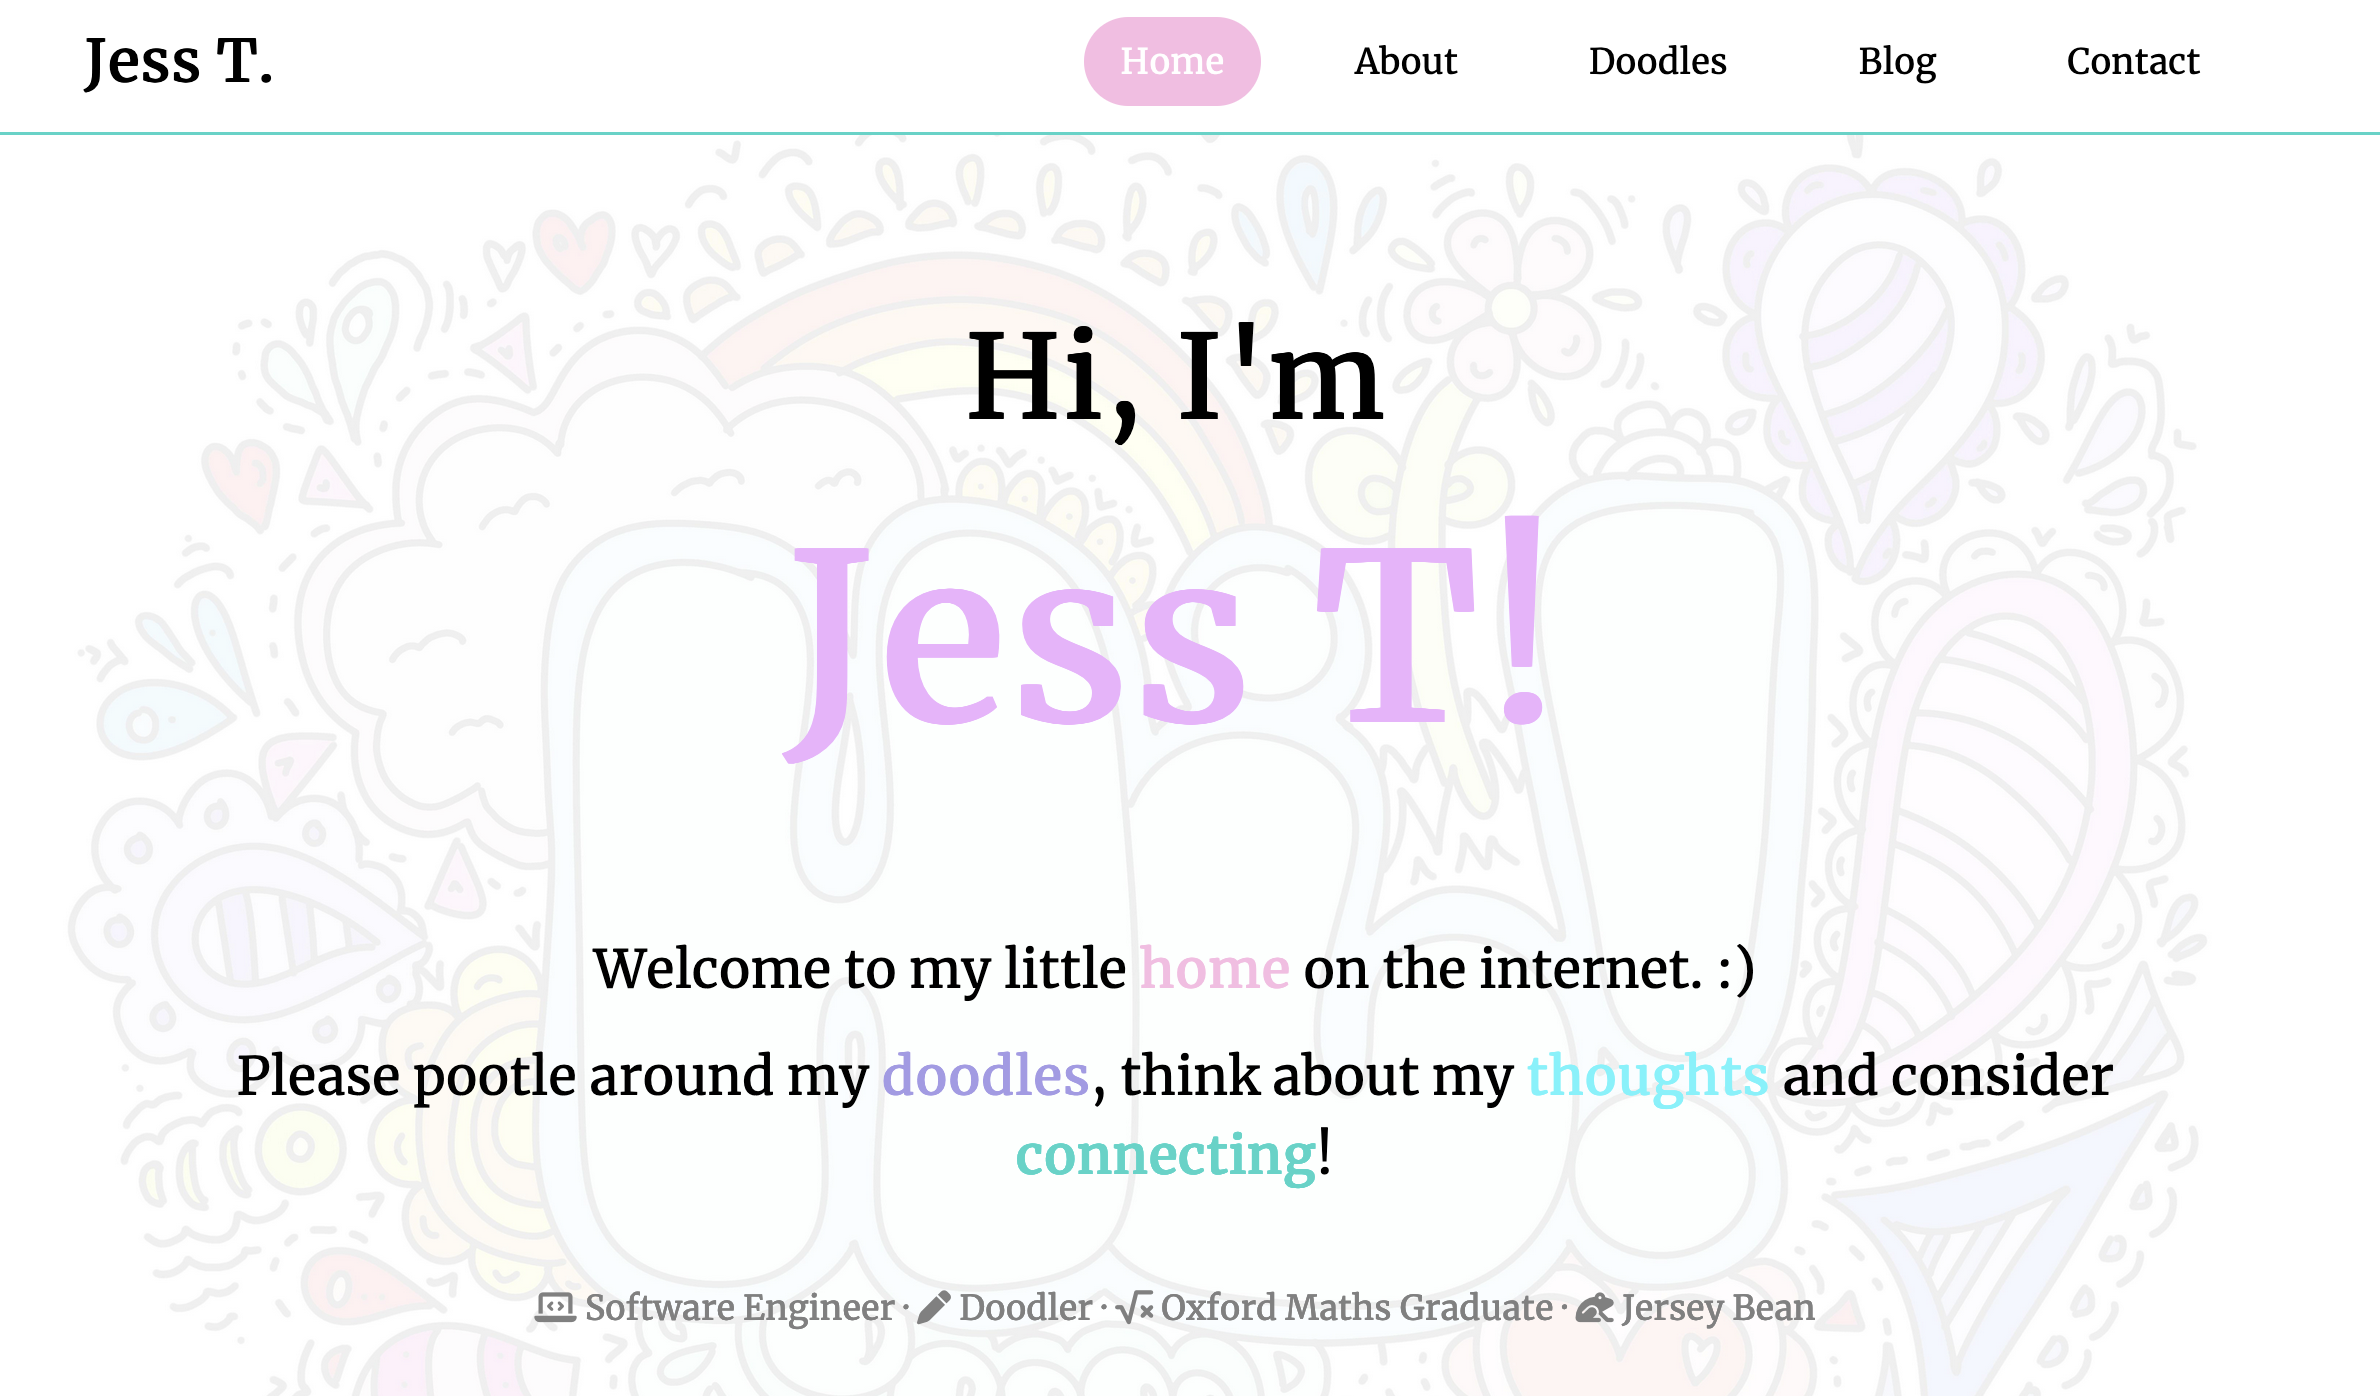 Jess T.
Home About Doodles Blog Contact
Hi, I'm
Jess T!
Welcome to my little home on the internet. :)
Please pootle around my doodles, think about my thoughts and consider
connecting!
Software Engineer · Doodler · Oxford Maths Graduate · Jersey Bean